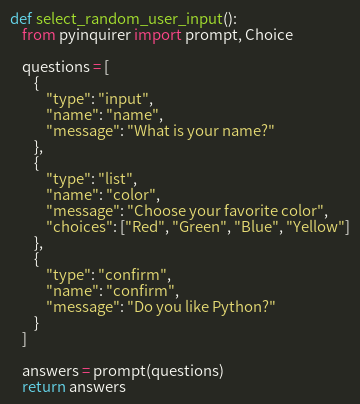 def select_random_user_input():
    from pyinquirer import prompt, Choice

    questions = [
        {
            "type": "input",
            "name": "name",
            "message": "What is your name?"
        },
        {
            "type": "list",
            "name": "color",
            "message": "Choose your favorite color",
            "choices": ["Red", "Green", "Blue", "Yellow"]
        },
        {
            "type": "confirm",
            "name": "confirm",
            "message": "Do you like Python?"
        }
    ]

    answers = prompt(questions)
    return answers